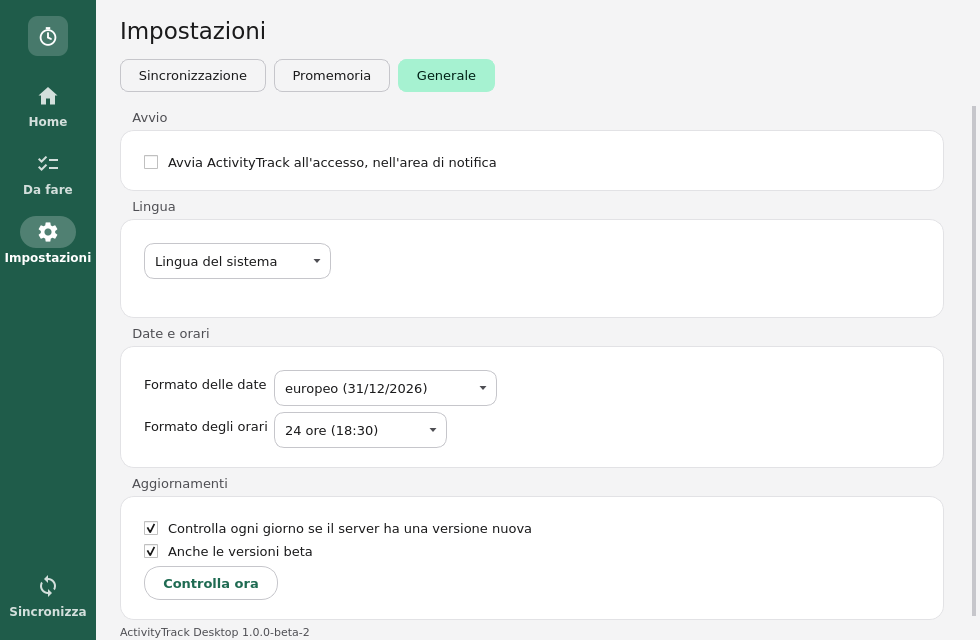 Impostazioni
Sincronizzazione
Promemoria
Generale
Home
Da fare
Impostazioni
Sincronizza
Avvio
Avvia ActivityTrack all'accesso, nell'area di notifica
Lingua
Lingua del sistema
Date e orari
Formato delle date
europeo (31/12/2026)
Formato degli orari
24 ore (18:30)
Aggiornamenti
Controlla ogni giorno se il server ha una versione nuova
Anche le versioni beta
Controlla ora
ActivityTrack Desktop 1.0.0-beta-2